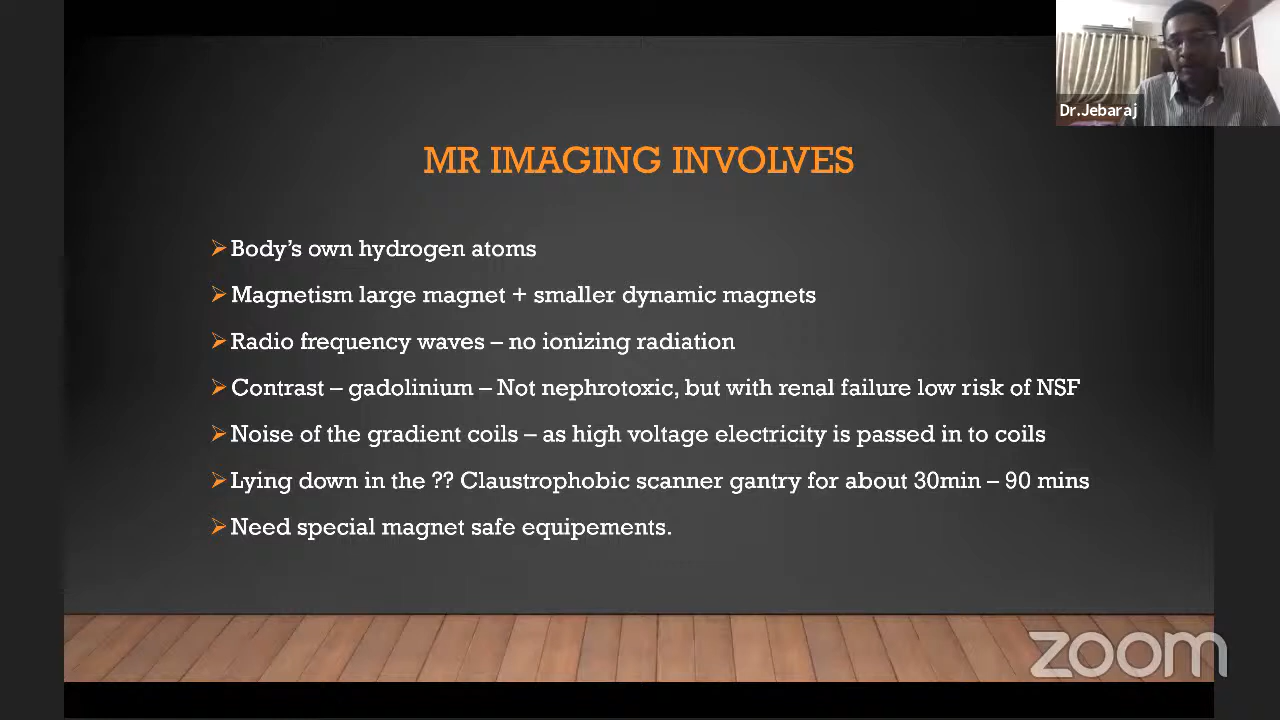 Dr.Jebaraj
MR IMAGING INVOLVES
Body's own hydrogen atoms
Magnetism large magnet + smaller dynamic magnets
Radio frequency waves – no ionizing radiation
Contrast – gadolinium – Not nephrotoxic, but with renal failure low risk of NSF
Noise of the gradient coils – as high voltage electricity is passed in to coils
Lying down in the ?? Claustrophobic scanner gantry for about 30min – 90 mins
Need special magnet safe equipements.
zoom